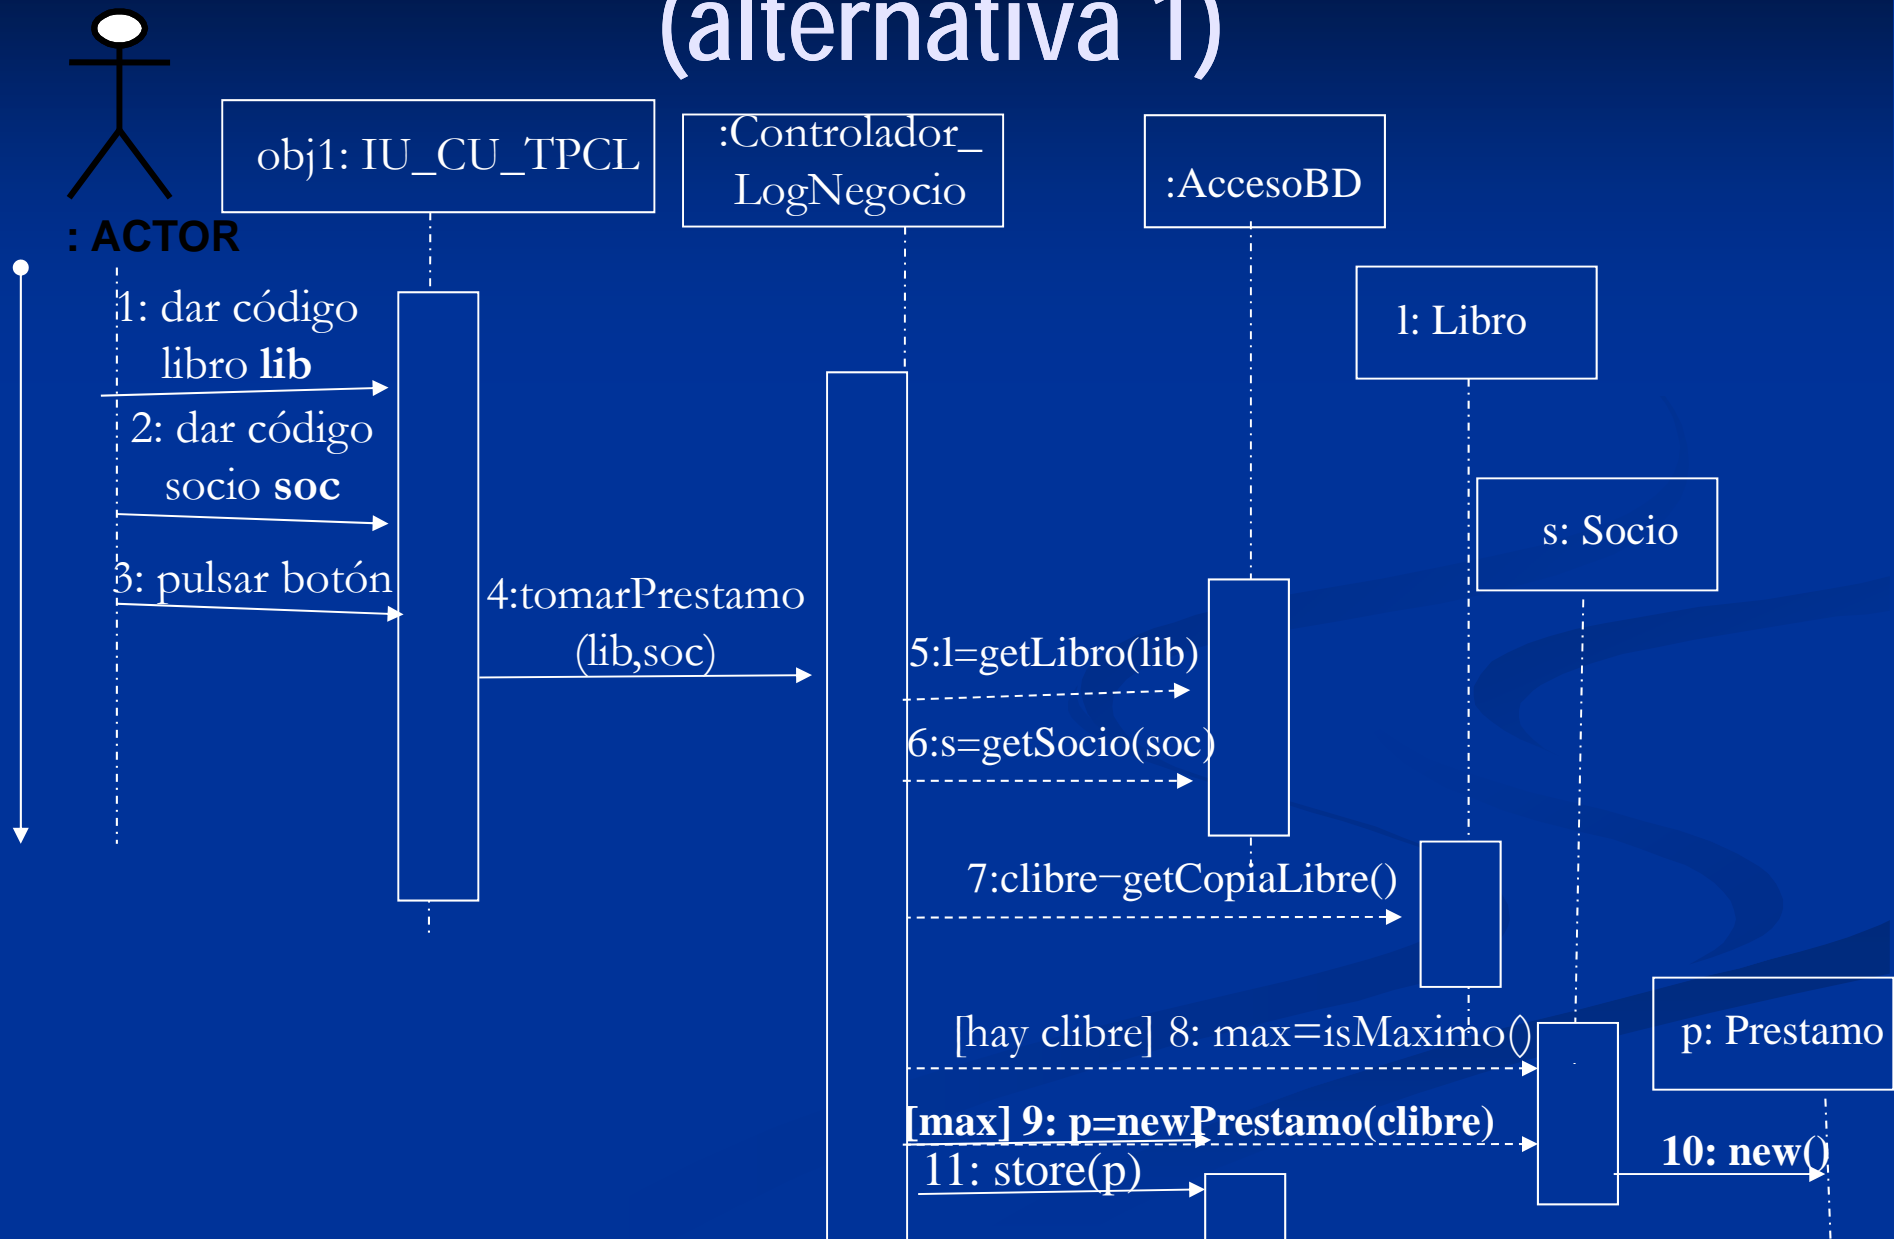 (alternativa 1)
obj1: IU_CU_TPCL
:Controlador_
LogNegocio
:AccesoBD
: ACTOR
l: Libro
1: dar código
libro lib
2: dar código
socio soc
s: Socio
3: pulsar botón
4:tomarPrestamo
(lib,soc)
5:l=getLibro(lib)
6:s=getSocio(soc)
7:clibre=getCopiaLibre()
[hay clibre] 8: max=isMaximo()
p: Prestamo
[max] 9: p=newPrestamo(clibre)
10: new()
11: store(p)